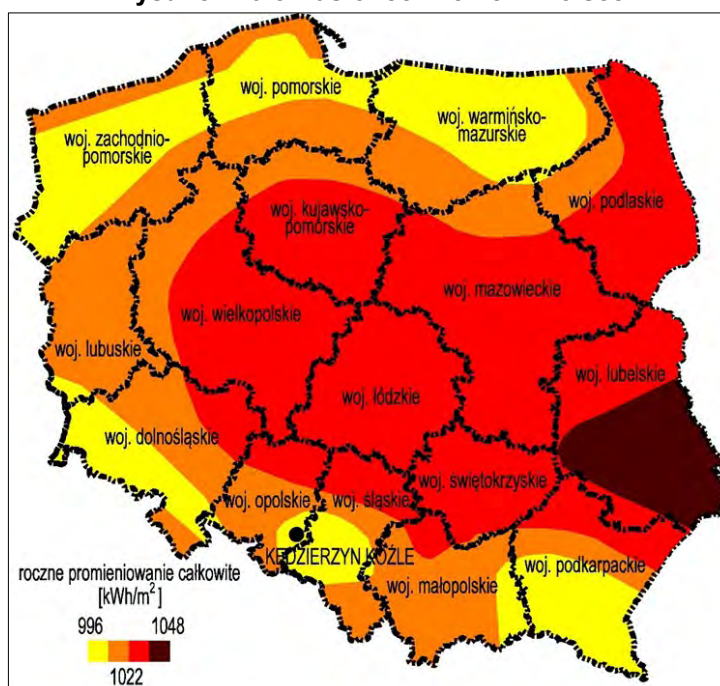 woj. pomorskie
woj. zachodnio-
pomorskie
woj. warmińsko-
mazurskie
woj. podlaskie
woj. kujawsko-
pomorskie
woj. mazowieckie
woj. wielkopolskie
woj. lubuskie
woj. łódzkie
woj. lubelskie
woj. dolnośląskie
woj. opolskie
woj. śląskie
woj. świętokrzyskie
KĘDZIERZYN KOŹLE
woj. małopolskie
woj. podkarpackie
roczne promieniowanie całkowite
[kWh/m²]
996 1048
1022